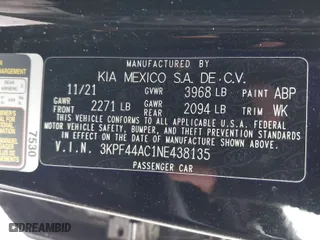 MANUFACTURED BY
KIA MEXICO S.A. DE C.V.
11/21 GVWR 3968 LB PAINT ABP
GAWR FRONT 2271 LB GAWR REAR 2094 LB TRIM WK
THIS VEHICLE CONFORMS TO ALL APPLICABLE U.S. FEDERAL
MOTOR VEHICLE SAFETY, BUMPER, AND THEFT PREVENTION STANDARDS
IN EFFECT ON THE DATE OF MANUFACTURE SHOWN ABOVE.
V.I.N. 3KPF44AC1NE438135
PASSENGER CAR
7530
DREAMBID